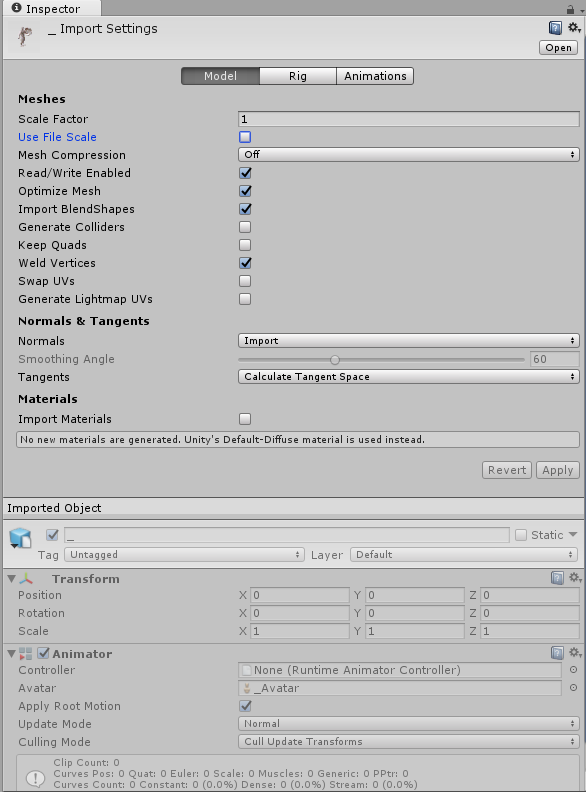 Inspector
_ Import Settings
Open
Model Rig Animations
Meshes
Scale Factor 1
Use File Scale
Mesh Compression Off
Read/Write Enabled
Optimize Mesh
Import BlendShapes
Generate Colliders
Keep Quads
Weld Vertices
Swap UVs
Generate Lightmap UVs
Normals & Tangents
Normals Import
Smoothing Angle 60
Tangents Calculate Tangent Space
Materials
Import Materials
No new materials are generated. Unity's Default-Diffuse material is used instead.
Revert Apply
Imported Object
_ Static
Tag Untagged Layer Default
Transform
Position X 0 Y 0 Z 0
Rotation X 0 Y 0 Z 0
Scale X 1 Y 1 Z 1
Animator
Controller None (Runtime Animator Controller)
Avatar _Avatar
Apply Root Motion
Update Mode Normal
Culling Mode Cull Update Transforms
Clip Count: 0
Curves Pos: 0 Quat: 0 Euler: 0 Scale: 0 Muscles: 0 Generic: 0 PPtr: 0
Curves Count: 0 Constant: 0 (0.0%) Dense: 0 (0.0%) Stream: 0 (0.0%)